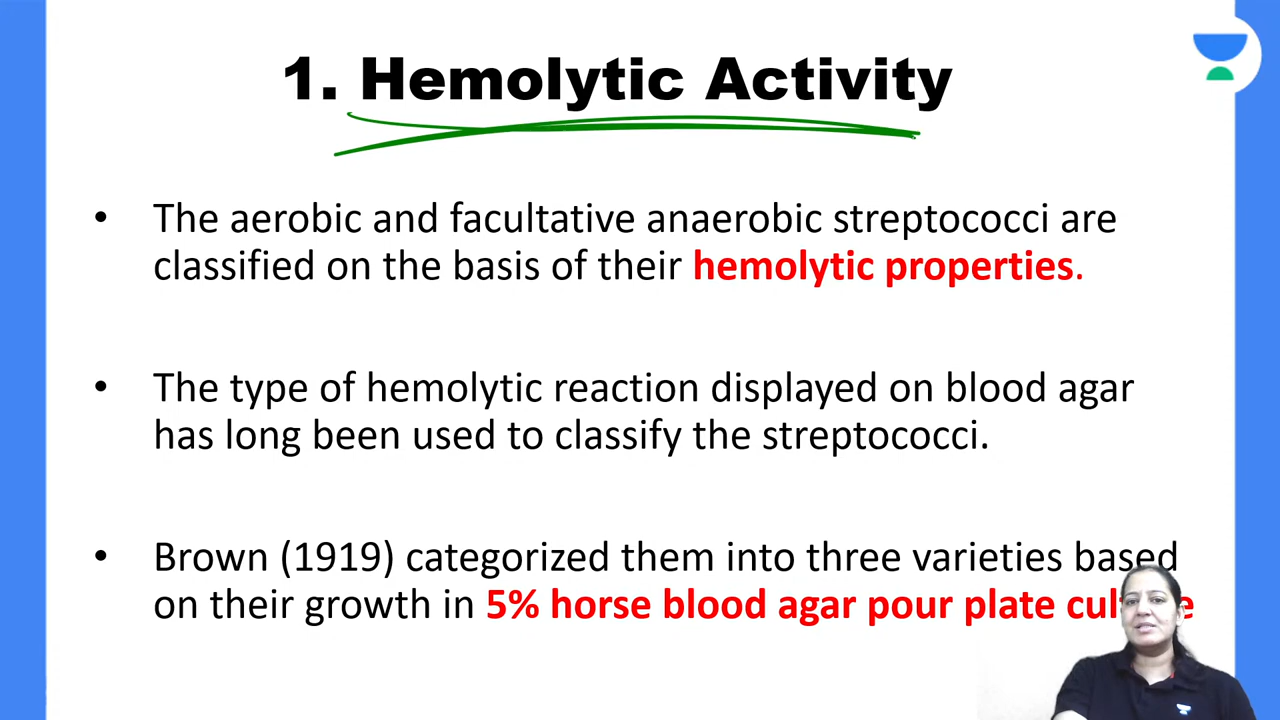 1. Hemolytic Activity
• The aerobic and facultative anaerobic streptococci are
classified on the basis of their hemolytic properties.
• The type of hemolytic reaction displayed on blood agar
has long been used to classify the streptococci.
• Brown (1919) categorized them into three varieties based
on their growth in 5% horse blood agar pour plate